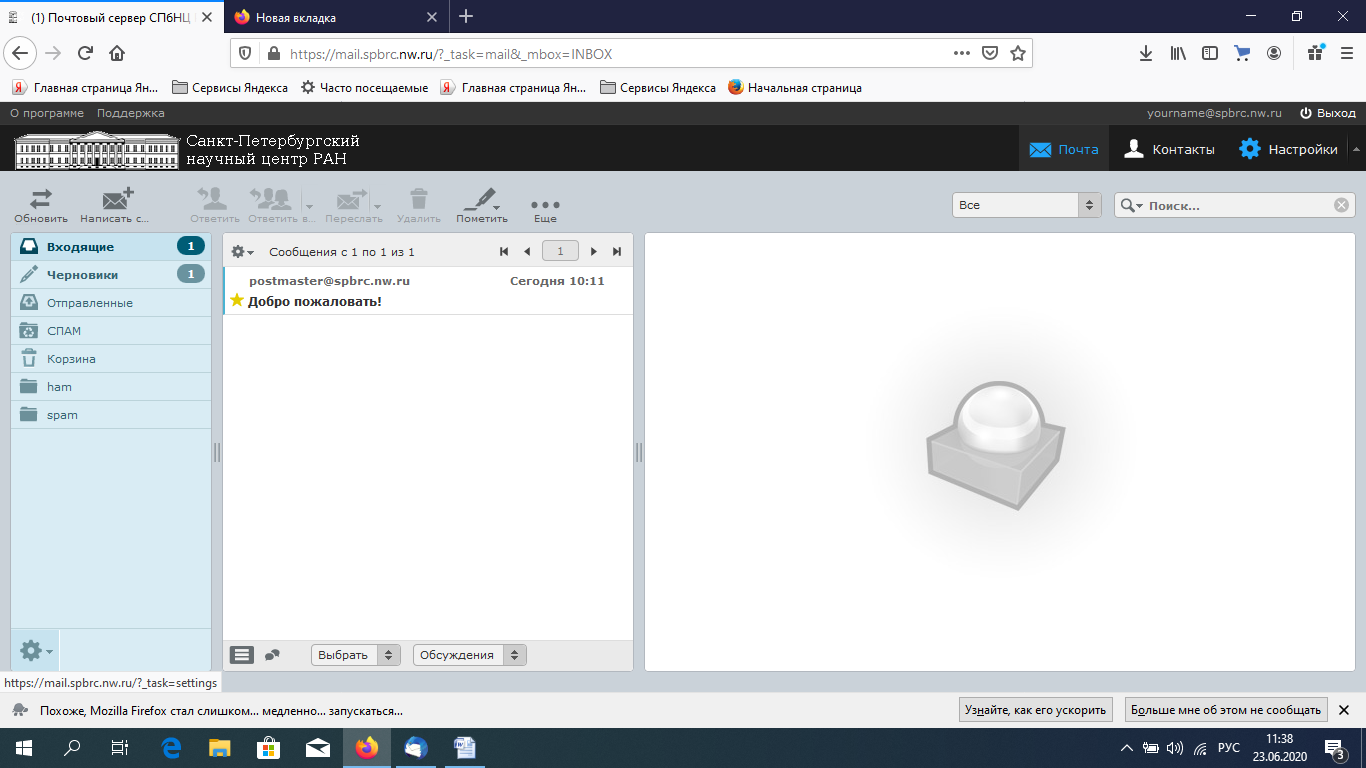 (1) Почтовый сервер СПбНЦ
Новая вкладка
https://mail.spbrc.nw.ru/?_task=mail&_mbox=INBOX
Главная страница Ян...
Сервисы Яндекса
Часто посещаемые
Главная страница Ян...
Сервисы Яндекса
Начальная страница
О программе
Поддержка
yourname@spbrc.nw.ru
Выход
Санкт-Петербургский
научный центр РАН
Почта
Контакты
Настройки
Обновить
Написать с...
Ответить
Ответить в...
Переслать
Удалить
Пометить
Еще
Все
Поиск...
Входящие 1
Черновики 1
Отправленные
СПАМ
Корзина
ham
spam
Сообщения с 1 по 1 из 1
1
postmaster@spbrc.nw.ru Сегодня 10:11
Добро пожаловать!
Выбрать
Обсуждения
https://mail.spbrc.nw.ru/?_task=settings
Похоже, Mozilla Firefox стал слишком... медленно... запускаться...
Узнайте, как его ускорить
Больше мне об этом не сообщать
РУС
11:38
23.06.2020
3